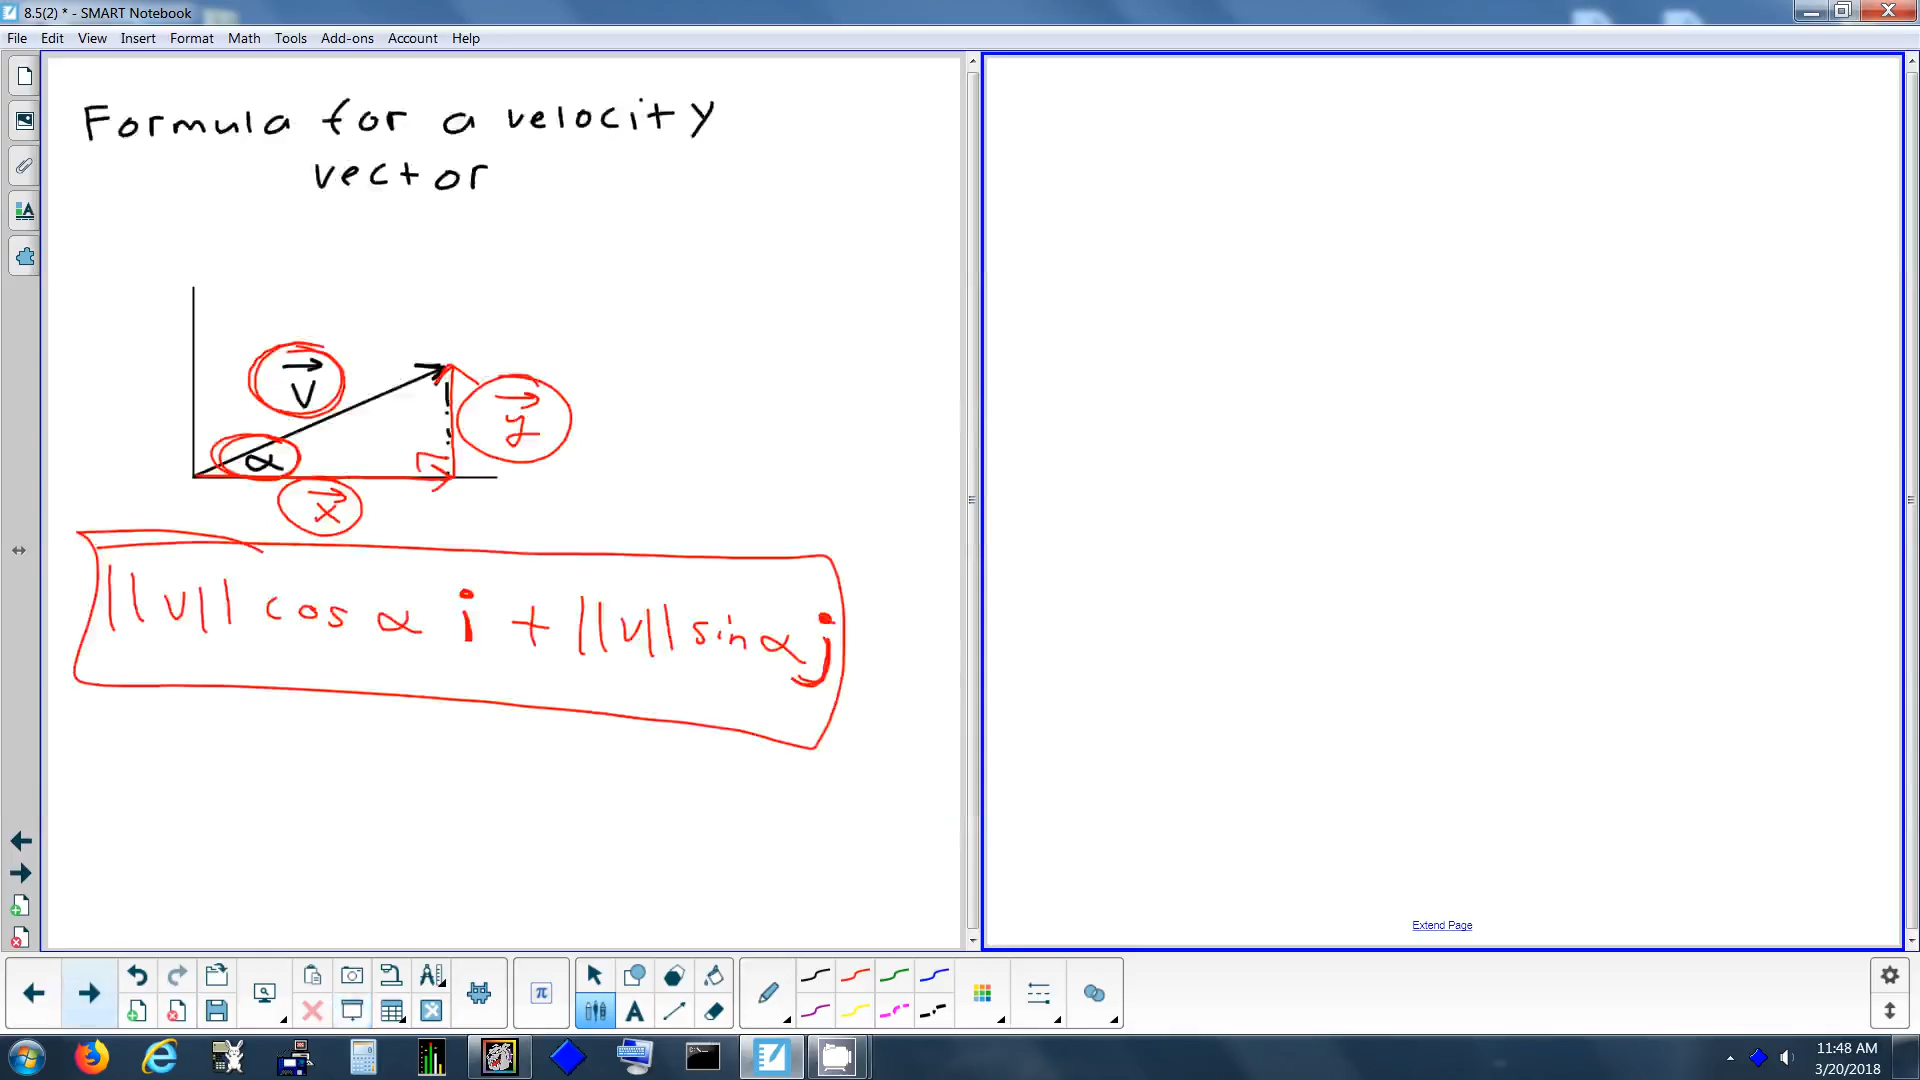 8.5(2) * - SMART Notebook
File Edit View Insert Format Math Tools Add-ons Account Help
Formula for a velocity
vector
V
y
α
x
||v|| cos α i + ||v|| sin α j
Extend Page
A
A
π
11:48 AM
3/20/2018